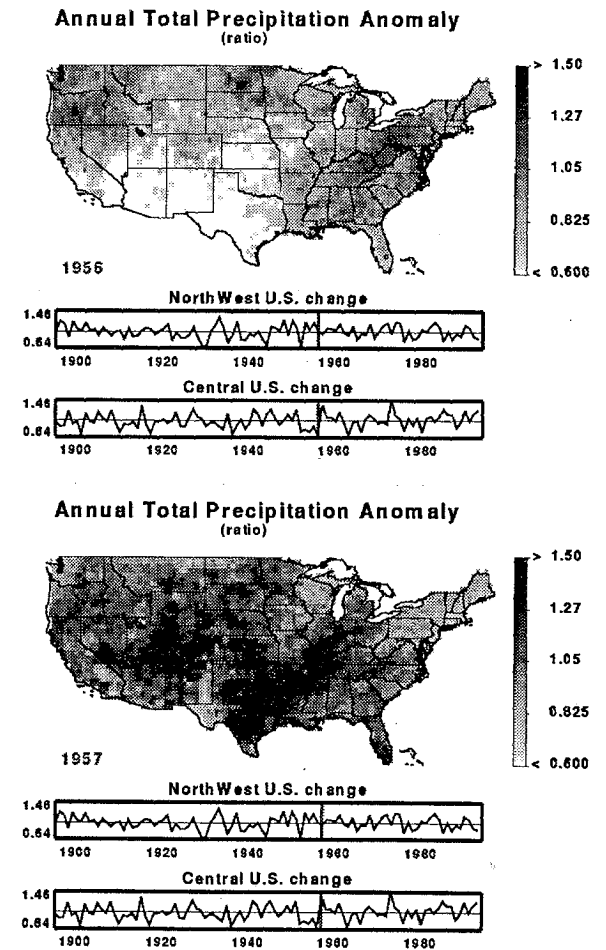 Annual Total Precipitation Anomaly
(ratio)
> 1.50
1.27
1.05
0.825
< 0.600
1956
NorthWest U.S. change
1.46
0.64
1900 1920 1940 1960 1980
Central U.S. change
1.46
0.64
1900 1920 1940 1960 1980
Annual Total Precipitation Anomaly
(ratio)
> 1.50
1.27
1.05
0.825
< 0.600
1957
NorthWest U.S. change
1.46
0.64
1900 1920 1940 1960 1980
Central U.S. change
1.46
0.64
1900 1920 1940 1960 1980